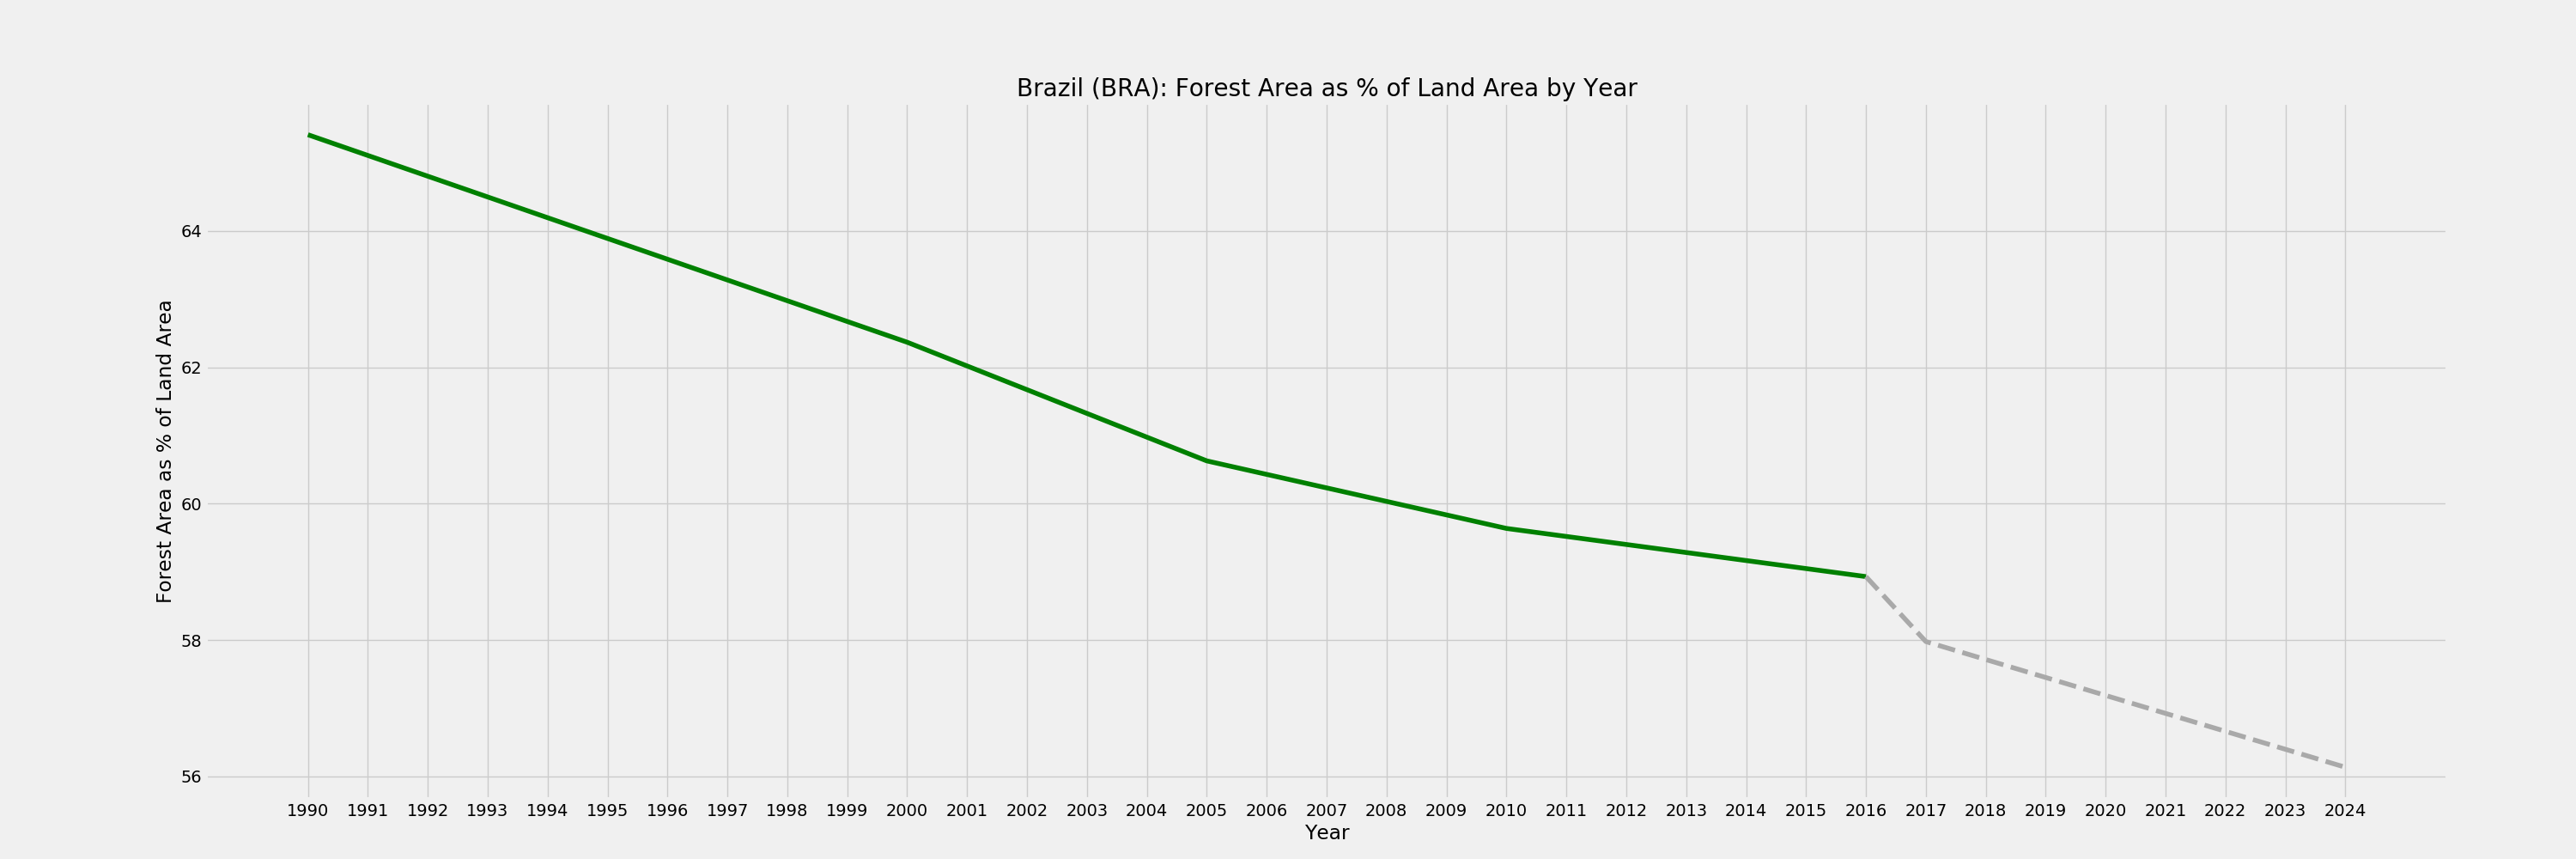 Brazil (BRA): Forest Area as % of Land Area by Year
Forest Area as % of Land Area
64
62
60
58
56
1990 1991 1992 1993 1994 1995 1996 1997 1998 1999 2000 2001 2002 2003 2004 2005 2006 2007 2008 2009 2010 2011 2012 2013 2014 2015 2016 2017 2018 2019 2020 2021 2022 2023 2024
Year